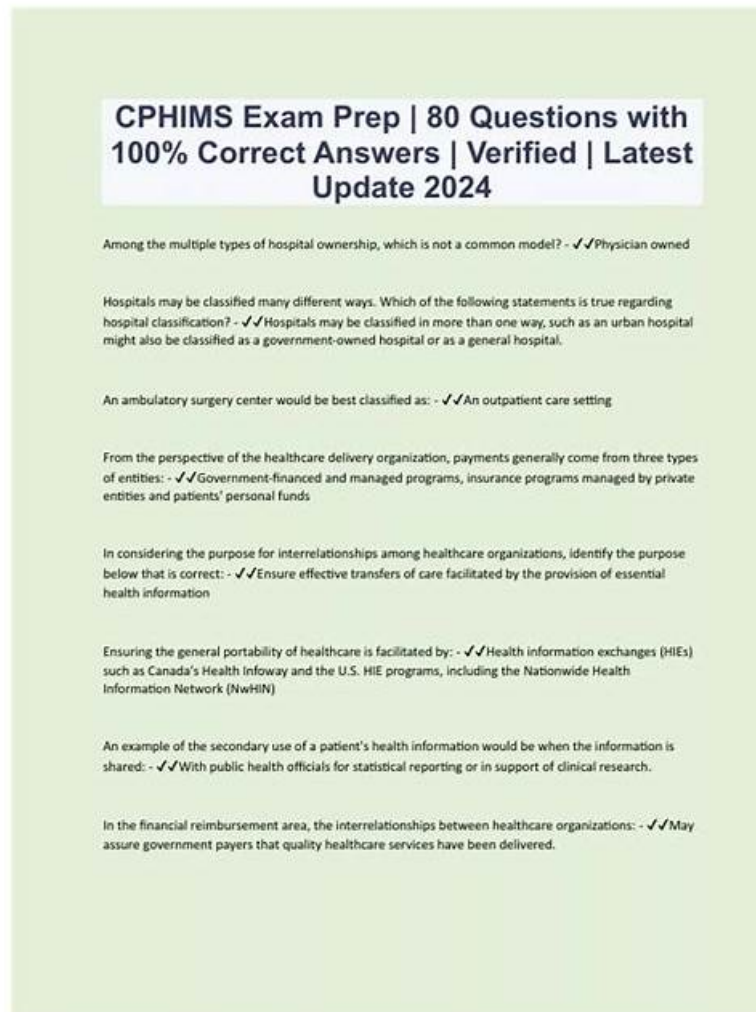 CPHIMS Exam Prep | 80 Questions with
100% Correct Answers | Verified | Latest
Update 2024
Among the multiple types of hospital ownership, which is not a common model? - ✓✓Physician owned
Hospitals may be classified many different ways. Which of the following statements is true regarding
hospital classification? - ✓✓Hospitals may be classified in more than one way, such as an urban hospital
might also be classified as a government-owned hospital or as a general hospital.
An ambulatory surgery center would be best classified as: - ✓✓An outpatient care setting
From the perspective of the healthcare delivery organization, payments generally come from three types
of entities: - ✓✓Government-financed and managed programs, insurance programs managed by private
entities and patients' personal funds
In considering the purpose for interrelationships among healthcare organizations, identify the purpose
below that is correct: - ✓✓Ensure effective transfers of care facilitated by the provision of essential
health information
Ensuring the general portability of healthcare is facilitated by: - ✓✓Health information exchanges (HIEs)
such as Canada's Health Infoway and the U.S. HIE programs, including the Nationwide Health
Information Network (NwHIN)
An example of the secondary use of a patient's health information would be when the information is
shared: - ✓✓With public health officials for statistical reporting or in support of clinical research.
In the financial reimbursement area, the interrelationships between healthcare organizations: - ✓✓May
assure government payers that quality healthcare services have been delivered.